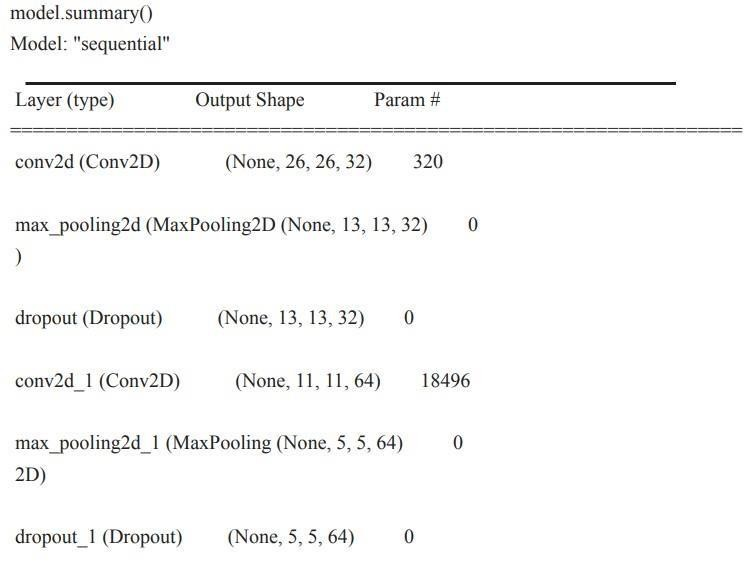 model.summary()
Model: "sequential"
Layer (type) Output Shape Param #
=================================================================
conv2d (Conv2D) (None, 26, 26, 32) 320
max_pooling2d (MaxPooling2D (None, 13, 13, 32) 0
)
dropout (Dropout) (None, 13, 13, 32) 0
conv2d_1 (Conv2D) (None, 11, 11, 64) 18496
max_pooling2d_1 (MaxPooling (None, 5, 5, 64) 0
2D)
dropout_1 (Dropout) (None, 5, 5, 64) 0